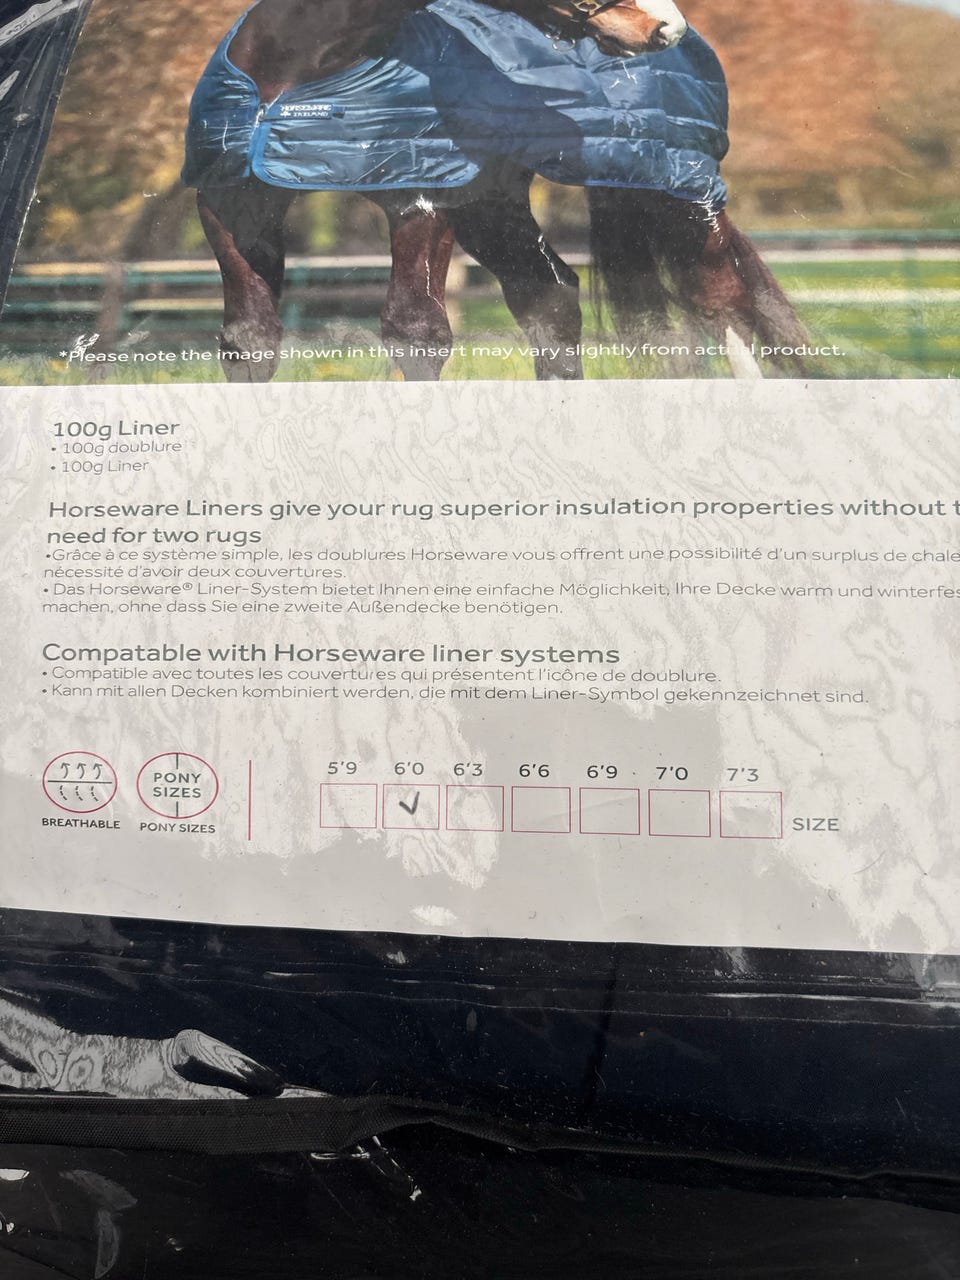 HORSEWARE
IRELAND
*Please note the image shown in this insert may vary slightly from actual product.
100g Liner
• 100g doublure
• 100g Liner
Horseware Liners give your rug superior insulation properties without t
need for two rugs
•Grâce à ce système simple, les doublures Horseware vous offrent une possibilité d'un surplus de chale
nécessité d'avoir deux couvertures.
• Das Horseware® Liner-System bietet Ihnen eine einfache Möglichkeit, Ihre Decke warm und winterfes
machen, ohne dass Sie eine zweite Außendecke benötigen.
Compatable with Horseware liner systems
• Compatible avec toutes les couvertures qui présentent l'icône de doublure.
• Kann mit allen Decken kombiniert werden, die mit dem Liner-Symbol gekennzeichnet sind.
5'9 6'0 6'3 6'6 6'9 7'0 7'3
PONY
SIZES
SIZE
BREATHABLE PONY SIZES